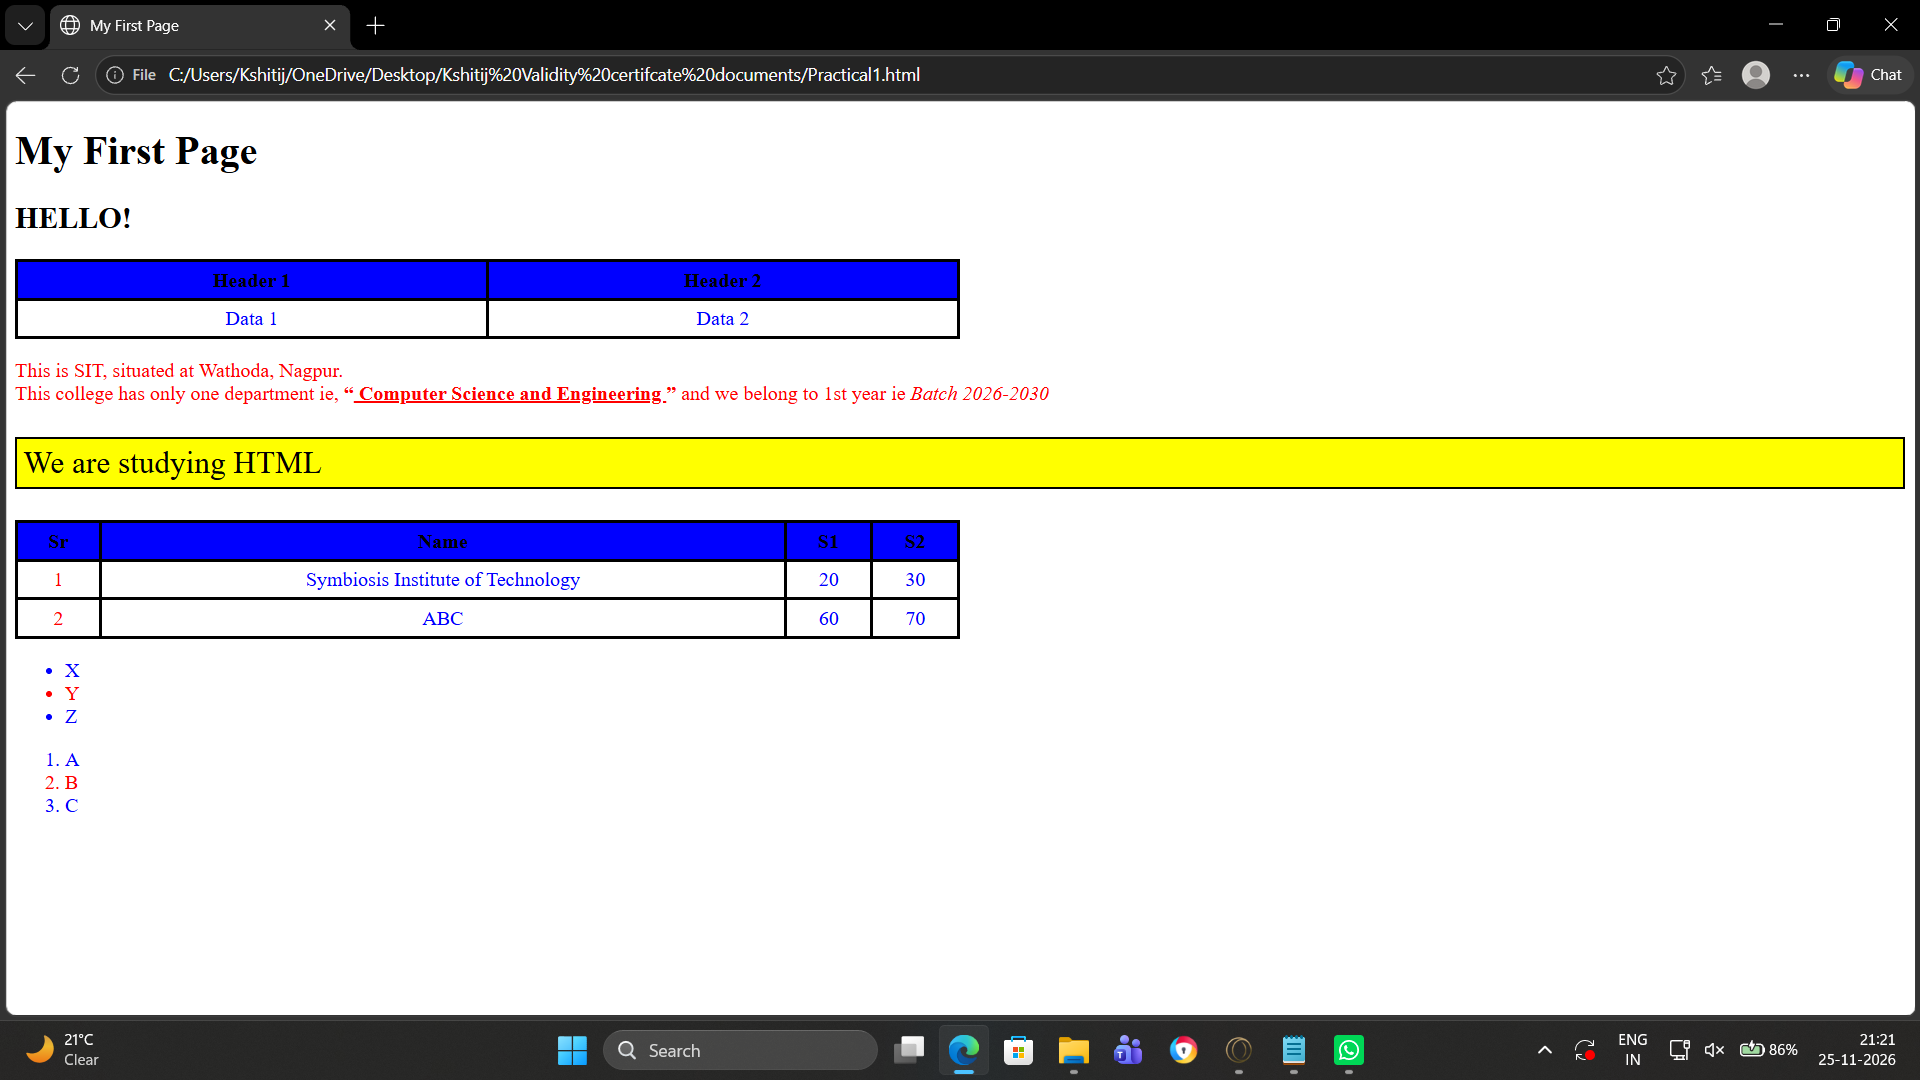 My First Page
File C:/Users/Kshitij/OneDrive/Desktop/Kshitij%20Validity%20certifcate%20documents/Practical1.html
Chat
My First Page
HELLO!
Header 1 Header 2
Data 1 Data 2
This is SIT, situated at Wathoda, Nagpur.
This college has only one department ie, “ Computer Science and Engineering ” and we belong to 1st year ie Batch 2026-2030
We are studying HTML
Sr Name S1 S2
1 Symbiosis Institute of Technology 20 30
2 ABC 60 70
• X
• Y
• Z
1. A
2. B
3. C
21°C
Clear
Search
ENG
IN
86%
21:21
25-11-2026